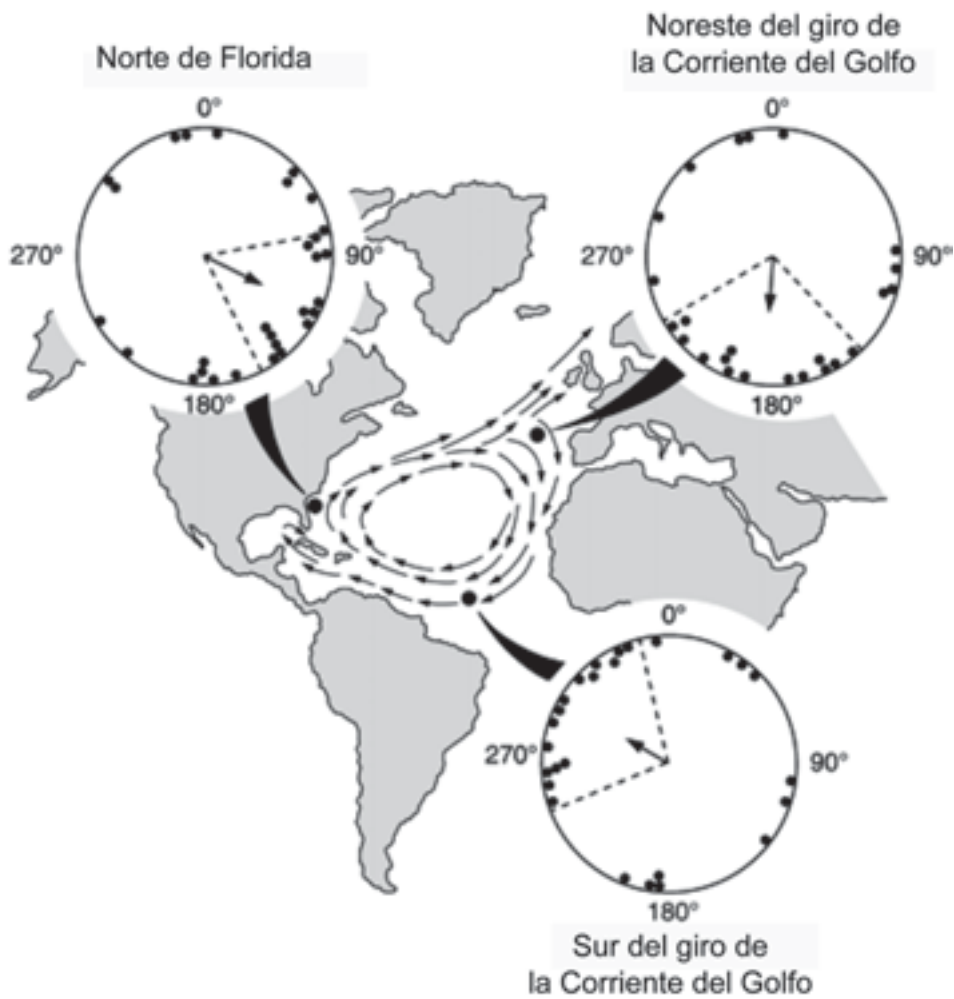 Norte de Florida
0°
270°
90°
180°
Noreste del giro de
la Corriente del Golfo
0°
270°
90°
180°
0°
270°
90°
180°
Sur del giro de
la Corriente del Golfo